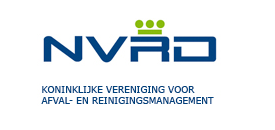 NVRD
KONINKLIJKE VERENIGING VOOR
AFVAL- EN REINIGINGSMANAGEMENT